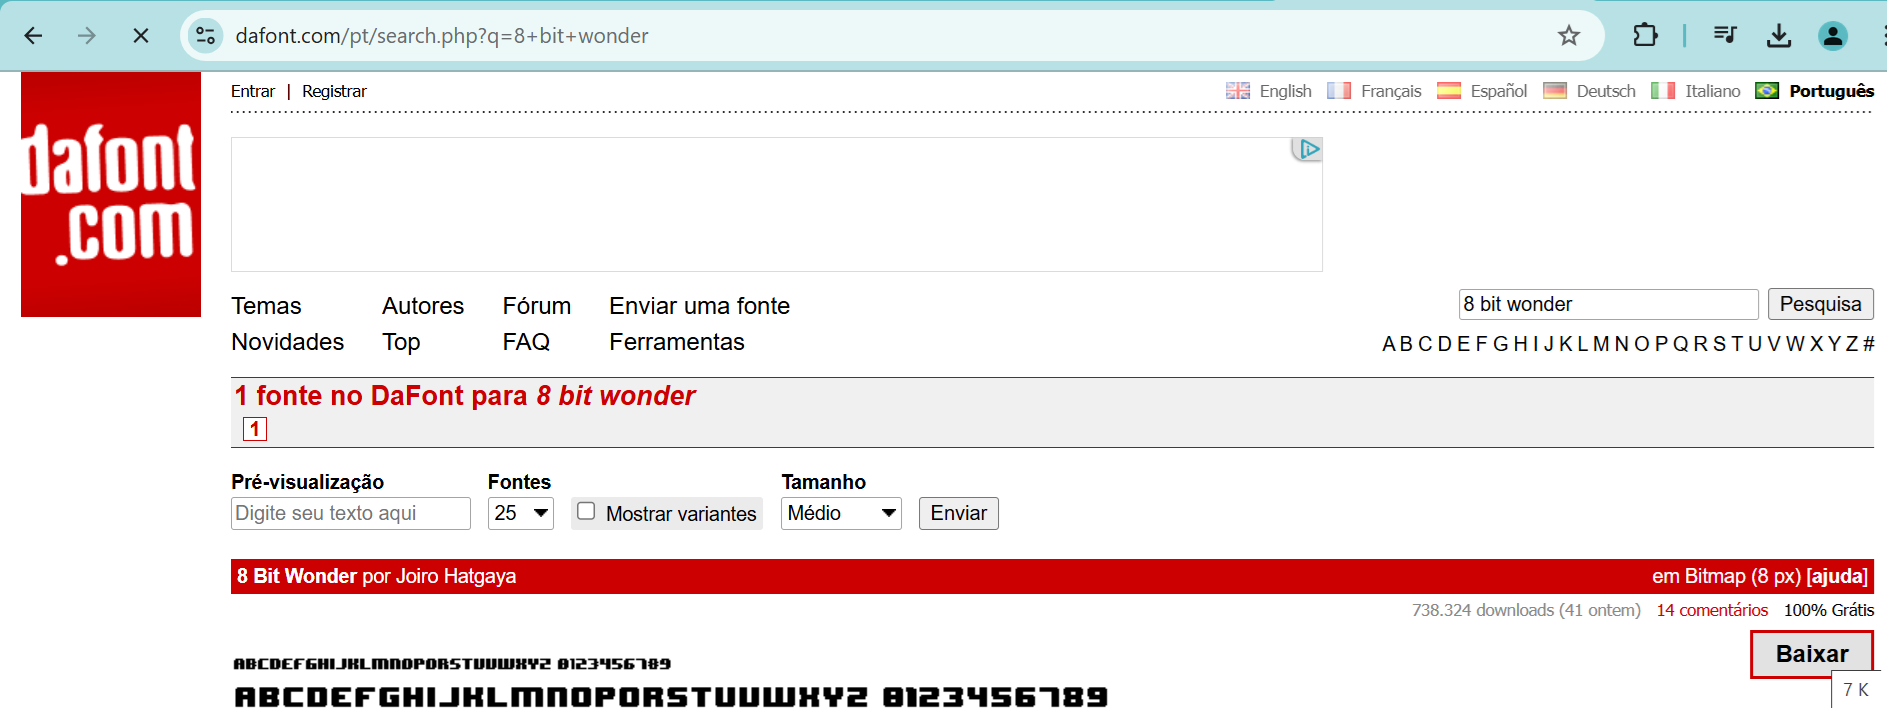 dafont.com/pt/search.php?q=8+bit+wonder
dafont
.com
Entrar | Registrar
English Français Español Deutsch Italiano Português
Temas Autores Fórum Enviar uma fonte
8 bit wonder Pesquisa
Novidades Top FAQ Ferramentas
A B C D E F G H I J K L M N O P Q R S T U V W X Y Z #
1 fonte no DaFont para 8 bit wonder
1
Pré-visualização Fontes Tamanho
Digite seu texto aqui 25 Mostrar variantes Médio Enviar
8 Bit Wonder por Joiro Hatgaya em Bitmap (8 px) [ajuda]
738.324 downloads (41 ontem) 14 comentários 100% Grátis
Baixar
7 K
ABCDEFGHIJKLMNOPQRSTUVWXYZ 0123456789
ABCDEFGHIJKLMNOPQRSTUVWXYZ 0123456789